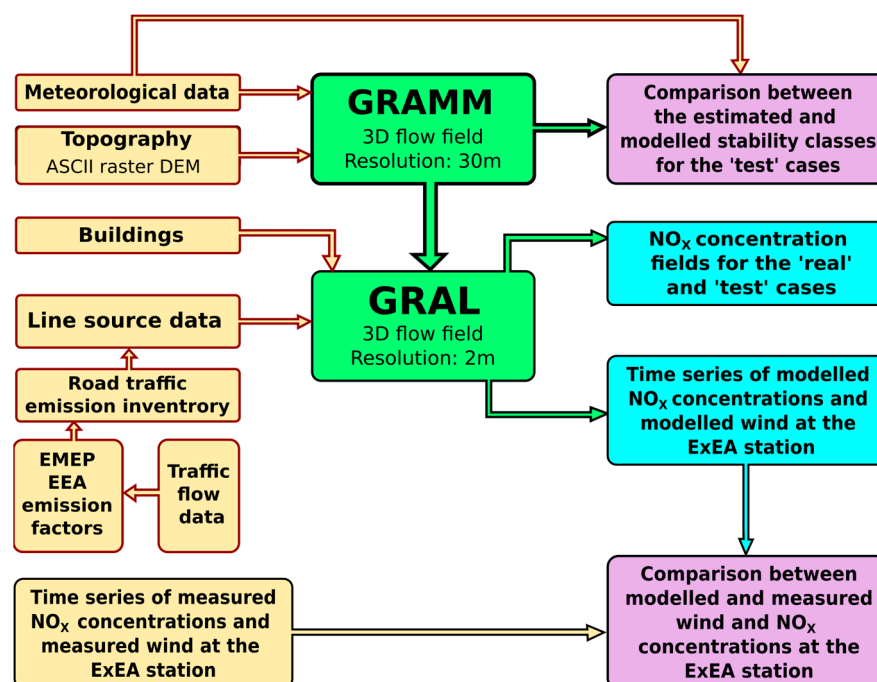 Meteorological data
Topography
ASCII raster DEM
GRAMM
3D flow field
Resolution: 30m
Comparison between
the estimated and
modelled stability classes
for the 'test' cases
Buildings
NOX concentration
fields for the 'real'
and 'test' cases
GRAL
3D flow field
Resolution: 2m
Line source data
Road traffic
emission inventrory
EMEP
EEA
emission
factors
Traffic
flow
data
Time series of modelled
NOX concentrations and
modelled wind at the
ExEA station
Time series of measured
NOX concentrations and
measured wind at the
ExEA station
Comparison between
modelled and measured
wind and NOX
concentrations at the
ExEA station